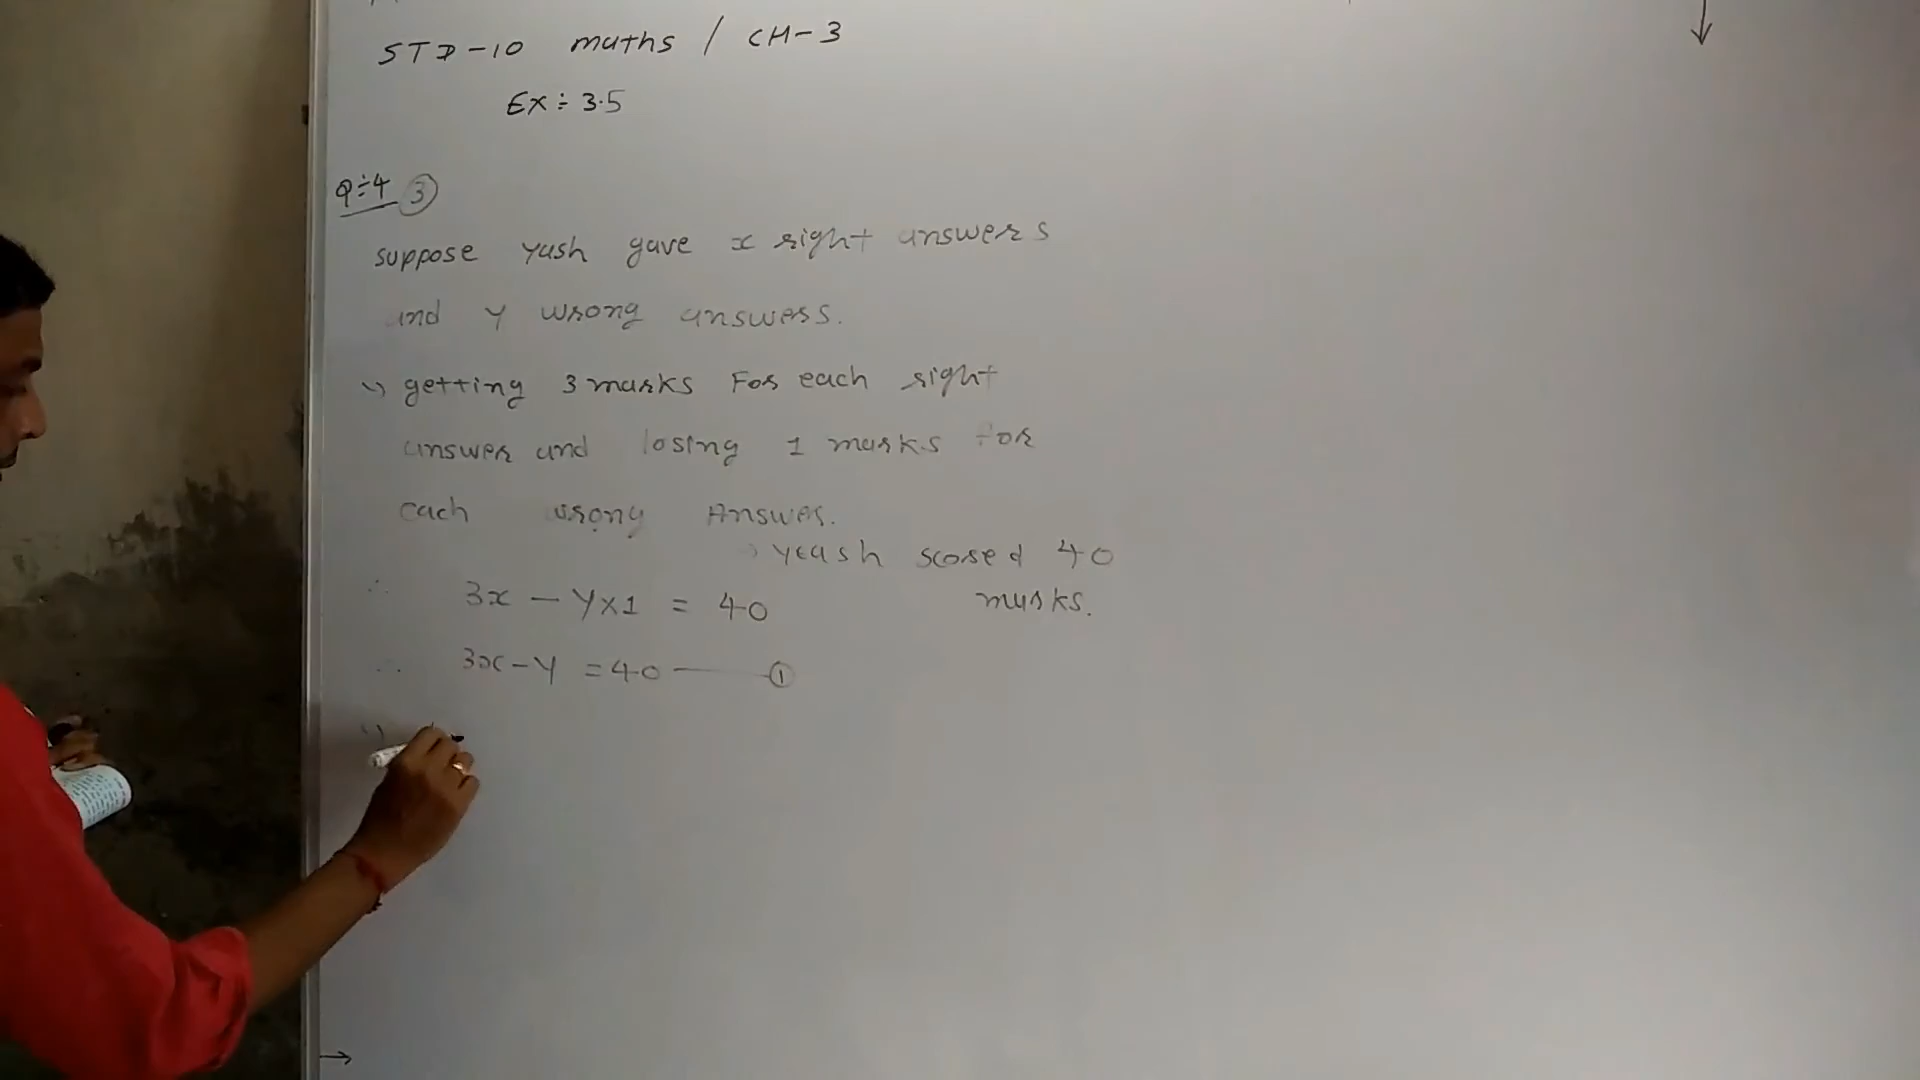 STD-10 maths / CH-3
Ex÷ 3.5
Q÷4 (3)
suppose Yash gave x right answers
and y wrong answers.
getting 3 marks For each right
answer and losing 1 marks for
each wrong Answer.
Yeash scored 40
marks.
∴ 3x - y×1 = 40
∴ 3x-y = 40 —— ①